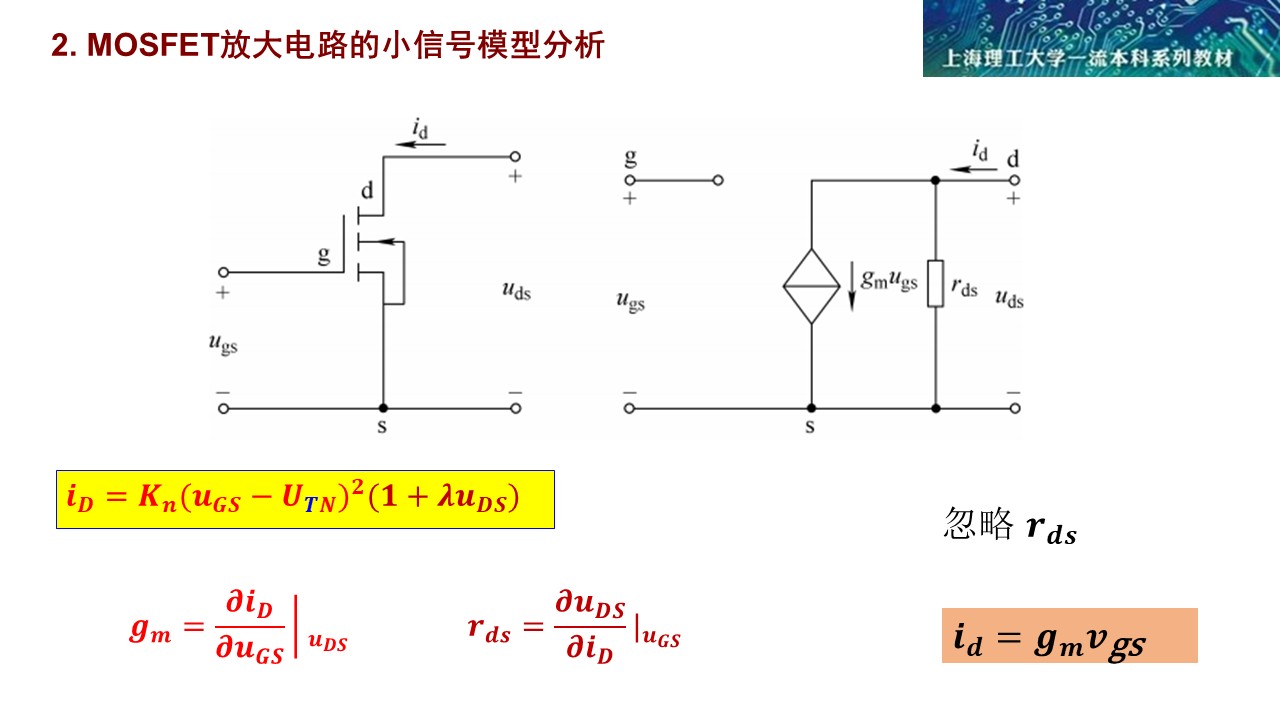 2. MOSFET放大电路的小信号模型分析
上海理工大学一流本科系列教材
i_d
+
d
g
+
u_ds
u_gs
−
−
s
g
+
i_d d
+
g_m u_gs
r_ds
u_ds
u_gs
−
−
s
i_D = K_n(u_GS − U_TN)^2(1 + λu_DS)
忽略 r_ds
g_m = ∂i_D/∂u_GS | u_DS
r_ds = ∂u_DS/∂i_D |u_GS
i_d = g_m v_gs